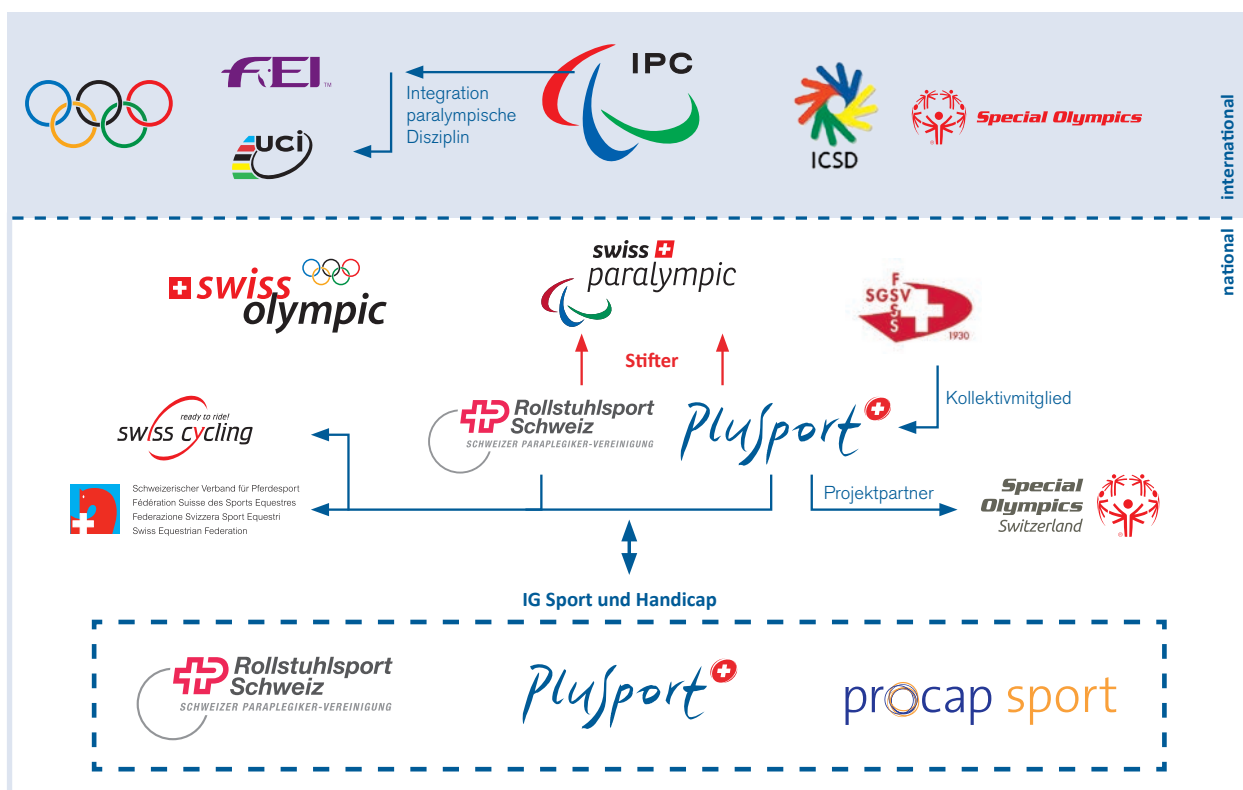 FEI
TM
UCI
IPC
Integration
paralympische
Disziplin
ICSD
Special Olympics
international
national
swiss
olympic
swiss
paralympic
F
SGSV
S
S
1930
Stifter
ready to ride!
swiss cycling
Rollstuhlsport
Schweiz
SCHWEIZER PARAPLEGIKER-VEREINIGUNG
PluSport
Kollektivmitglied
Schweizerischer Verband für Pferdesport
Fédération Suisse des Sports Equestres
Federazione Svizzera Sport Equestri
Swiss Equestrian Federation
Projektpartner
Special
Olympics
Switzerland
IG Sport und Handicap
Rollstuhlsport
Schweiz
SCHWEIZER PARAPLEGIKER-VEREINIGUNG
PluSport
procap sport